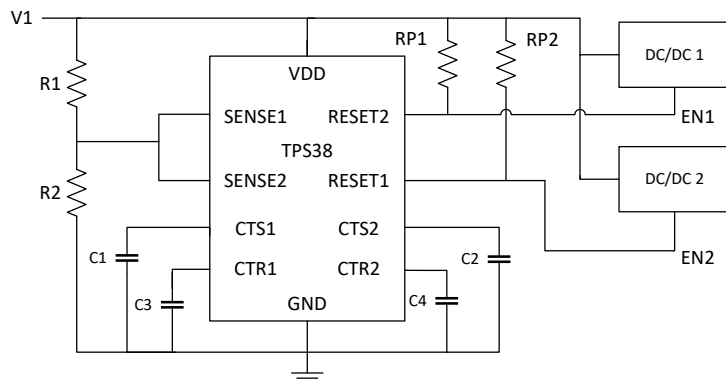 V1
RP1
RP2
DC/DC 1
R1
VDD
SENSE1
RESET2
EN1
TPS38
R2
SENSE2
RESET1
DC/DC 2
CTS1
CTS2
C1
C2
EN2
CTR1
CTR2
C3
C4
GND